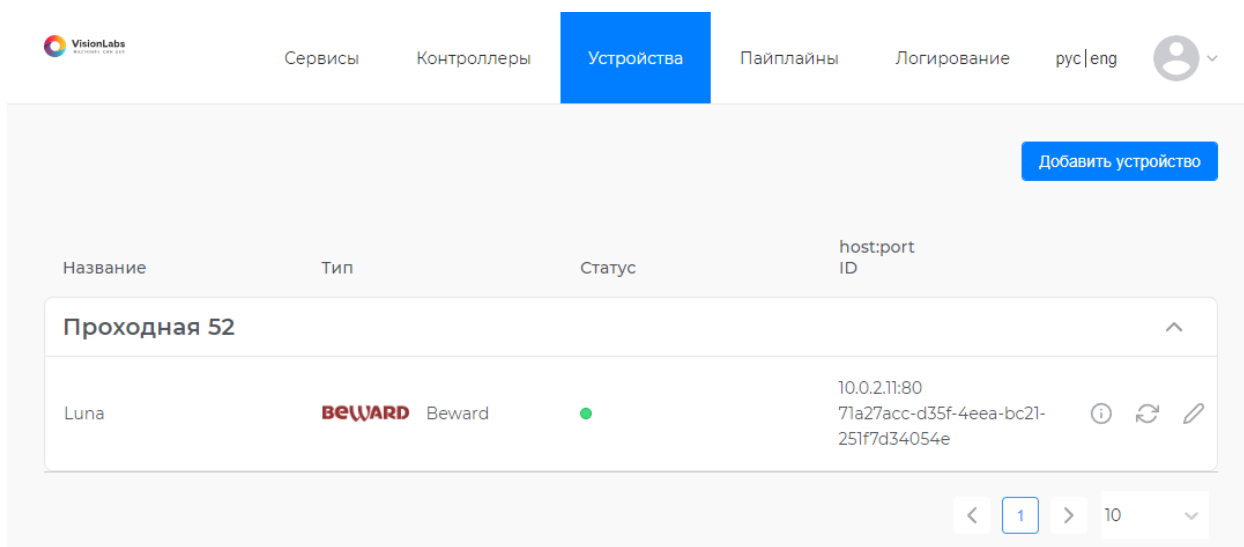 VisionLabs
Сервисы Контроллеры Устройства Пайплайны Логирование рус|eng
Добавить устройство
Название Тип Статус host:port
ID
Проходная 52
Luna BEWARD Beward 10.0.2.11:80
71a27acc-d35f-4eea-bc21-
251f7d34054e
1 10